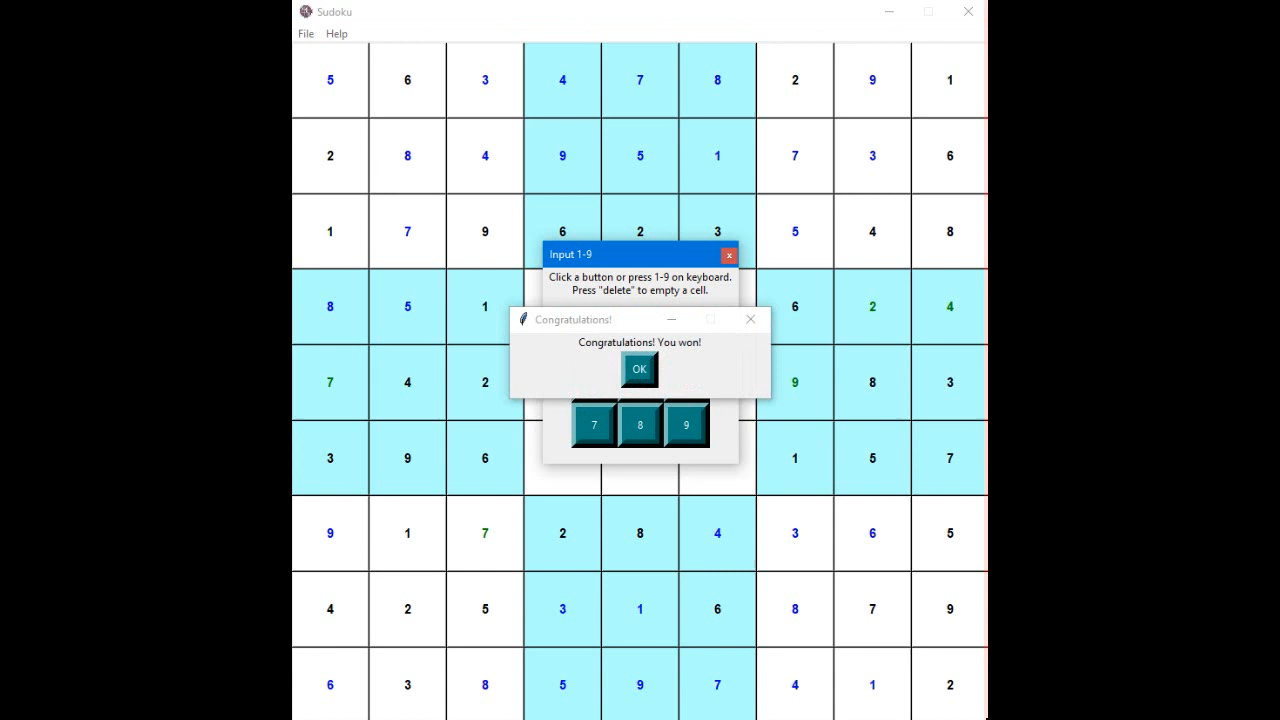 Sudoku
File Help
5 6 3 4 7 8 2 9 1
2 8 4 9 5 1 7 3 6
1 7 9 6 2 3 5 4 8
Input 1-9 x
Click a button or press 1-9 on keyboard.
Press "delete" to empty a cell.
8 5 1 6 2 4
Congratulations!
Congratulations! You won!
OK
7 4 2 9 8 3
7 8 9
3 9 6 1 5 7
9 1 7 2 8 4 3 6 5
4 2 5 3 1 6 8 7 9
6 3 8 5 9 7 4 1 2